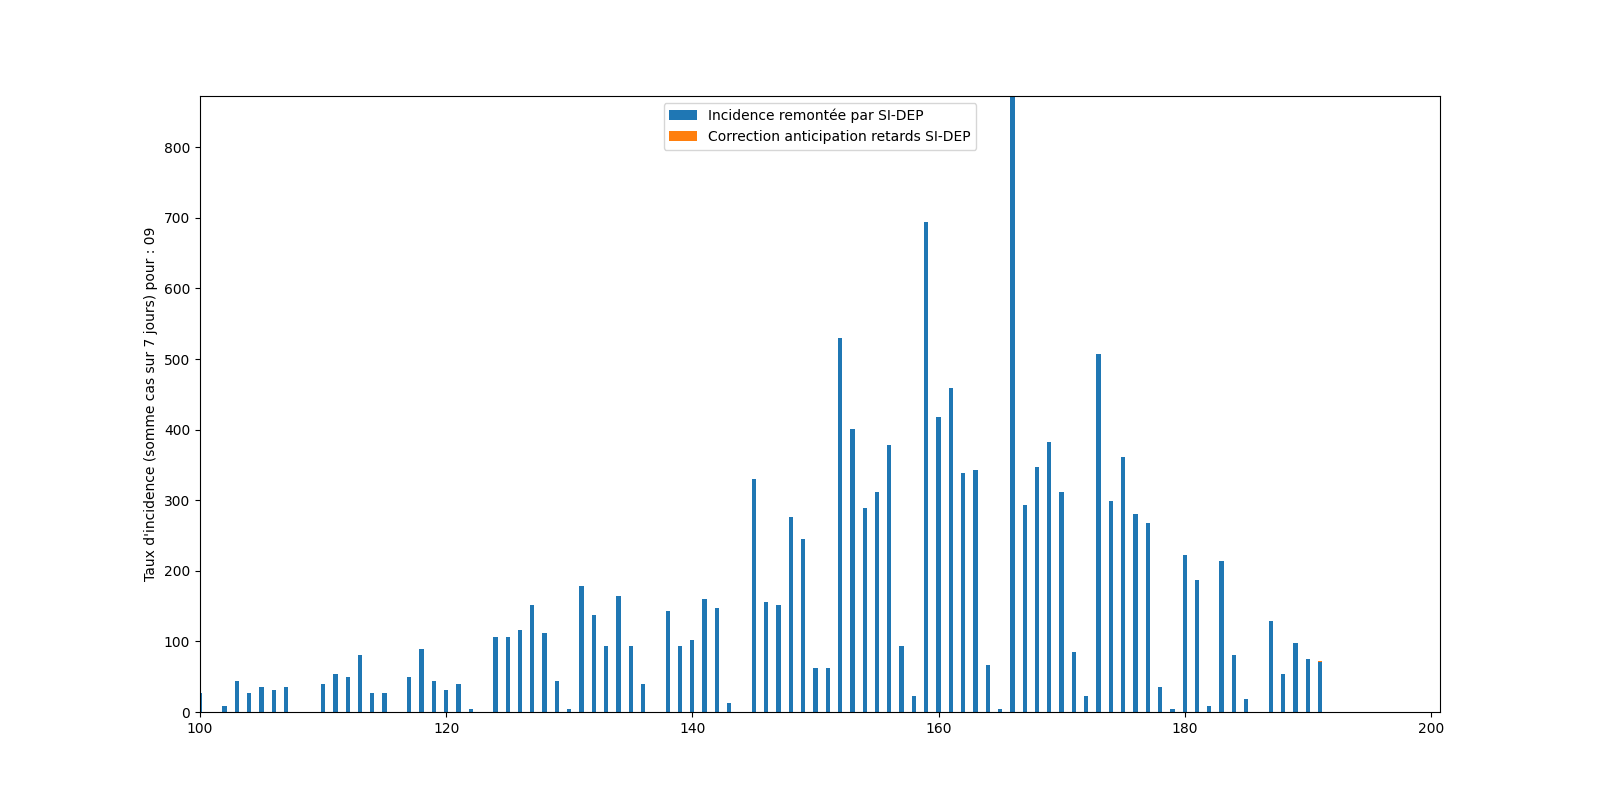 Incidence remontée par SI-DEP
Correction anticipation retards SI-DEP
Taux d'incidence (somme cas sur 7 jours) pour : 09
800
700
600
500
400
300
200
100
0
100 120 140 160 180 200